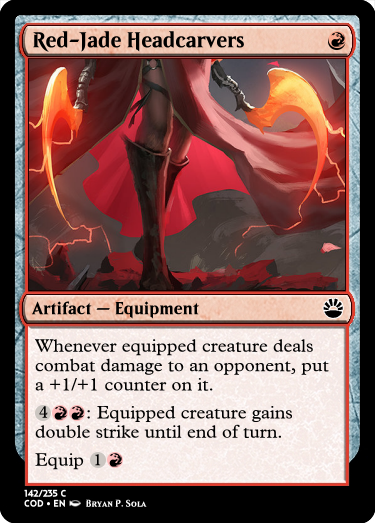 Red-Jade Headcarvers
Artifact — Equipment
Whenever equipped creature deals
combat damage to an opponent, put
a +1/+1 counter on it.
4: Equipped creature gains
double strike until end of turn.
Equip 1
142/235 C
COD • EN Bryan P. Sola